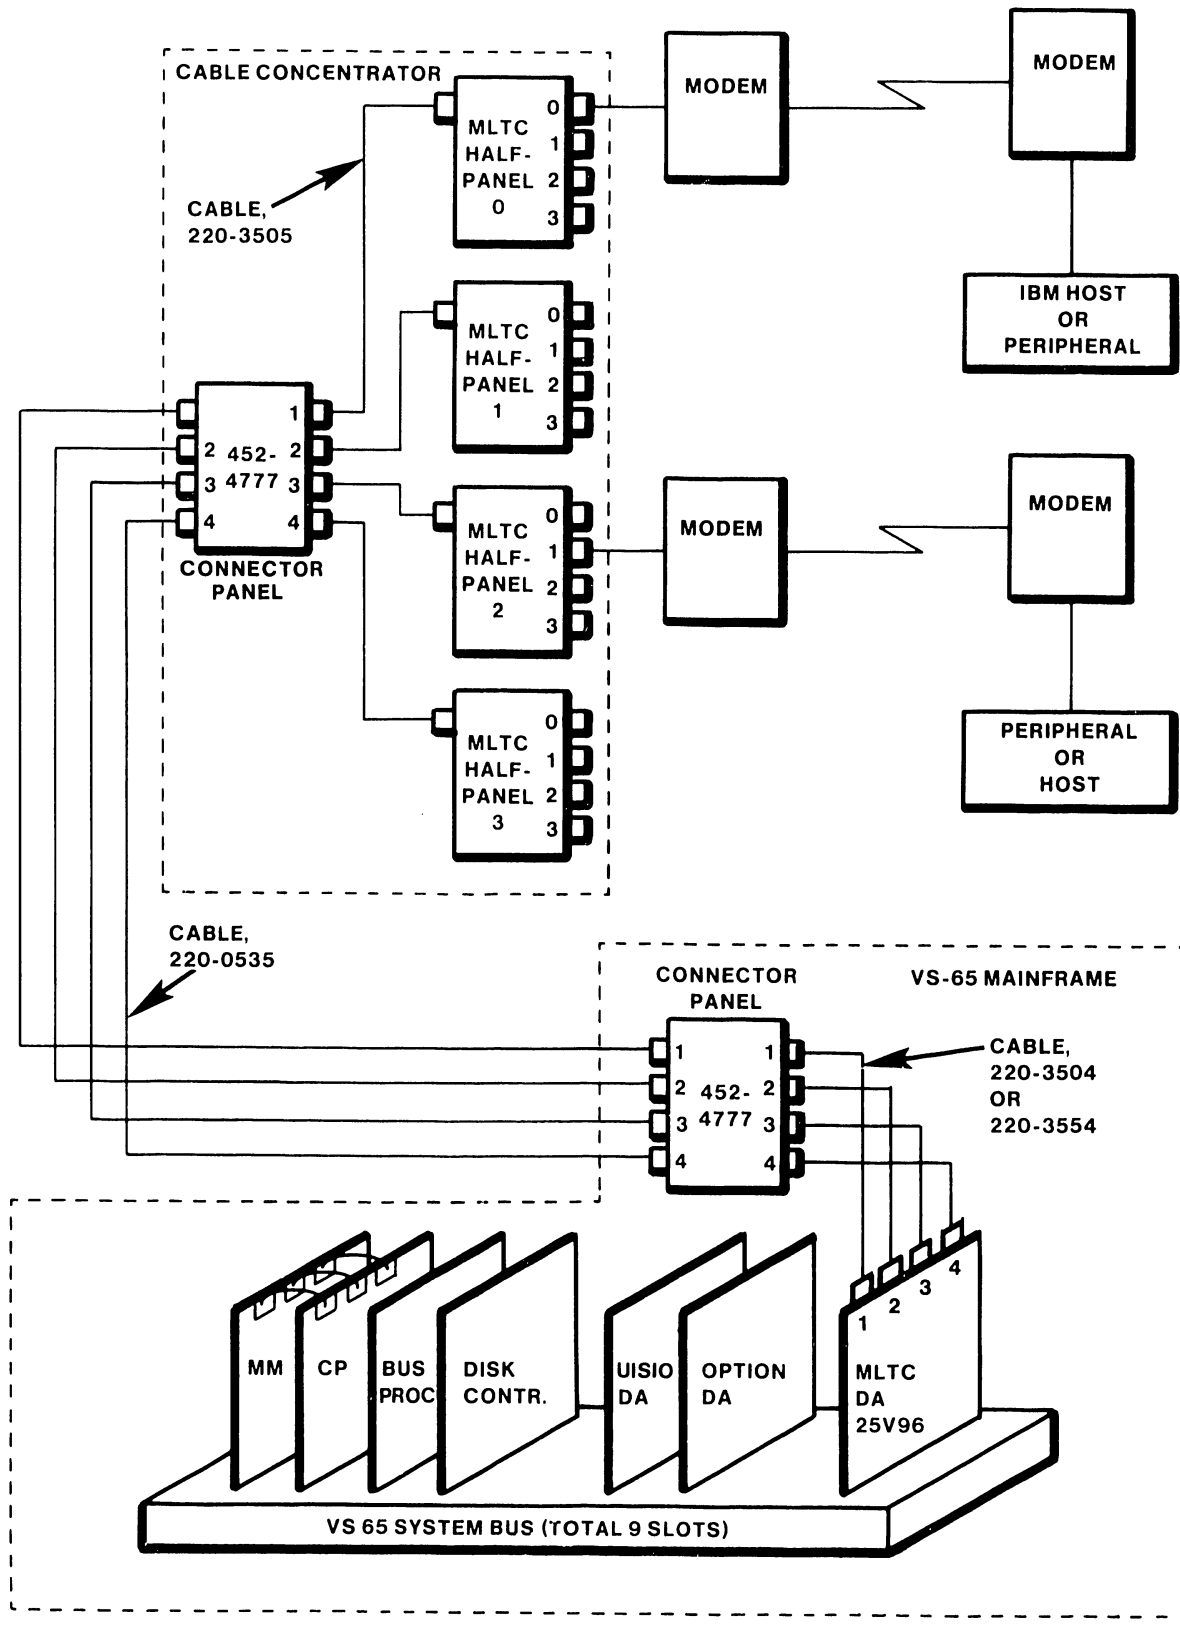 CABLE CONCENTRATOR
MLTC
HALF-
PANEL
0
0
1
2
3
MODEM
MODEM
CABLE,
220-3505
IBM HOST
OR
PERIPHERAL
MLTC
HALF-
PANEL
1
0
1
2
3
2
3
4
452-
4777
1
2
3
4
CONNECTOR
PANEL
MLTC
HALF-
PANEL
2
0
1
2
3
MODEM
MODEM
PERIPHERAL
OR
HOST
MLTC
HALF-
PANEL
3
0
1
2
3
CABLE,
220-0535
CONNECTOR
PANEL
VS-65 MAINFRAME
1
2
3
4
452-
4777
1
2
3
4
CABLE,
220-3504
OR
220-3554
MM
CP
BUS
PROC
DISK
CONTR.
UISIO
DA
OPTION
DA
1
2
3
4
MLTC
DA
25V96
VS 65 SYSTEM BUS (TOTAL 9 SLOTS)